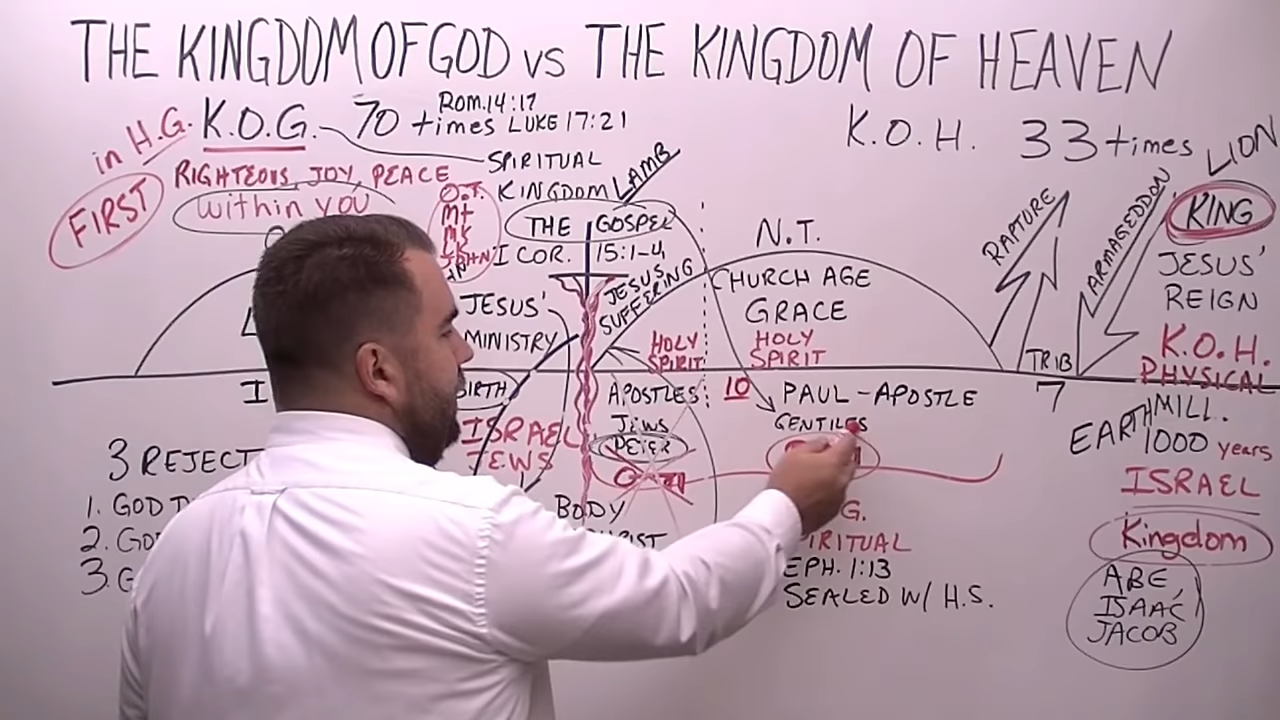 THE KINGDOM OF GOD vs THE KINGDOM OF HEAVEN
in H.G. K.O.G. 70 times
ROM. 14:17
LUKE 17:21
K.O.H. 33 times
FIRST
RIGHTEOUS, JOY, PEACE
within you
SPIRITUAL
KINGDOM
LAMB
O.T.
Mt
Mk
JOHN
THE GOSPEL
I COR. 15:1-4
JESUS'
MINISTRY
JESUS
SUFFERING
HOLY
SPIRIT
N.T.
CHURCH AGE
GRACE
HOLY
SPIRIT
RAPTURE
ARMAGEDDON
LION
KING
JESUS'
REIGN
K.O.H.
PHYSICAL
TRIB
7
BIRTH
ISRAEL
JEWS
APOSTLES
JEWS
PETER
10
PAUL - APOSTLE
GENTILES
EARTH
MILL.
1000 years
ISRAEL
Kingdom
ABE,
ISAAC,
JACOB
3 REJECT
1. GOD
2. GO
3. G
BODY
G.
SPIRITUAL
EPH. 1:13
SEALED W/ H.S.